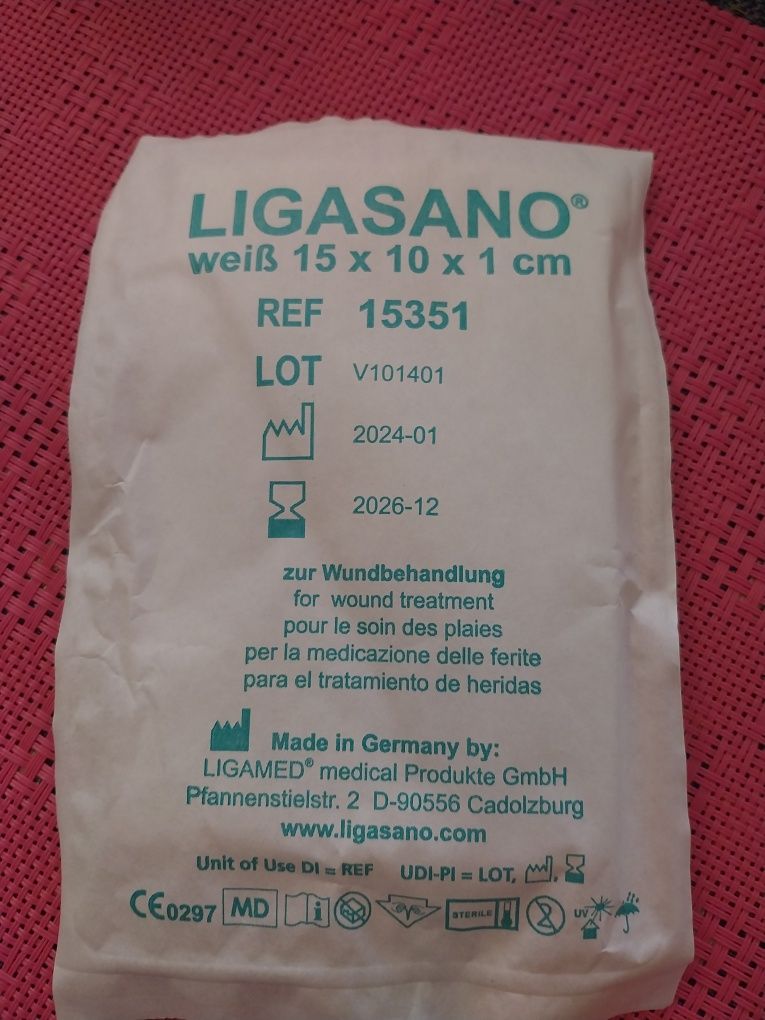 LIGASANO®
weiß 15 x 10 x 1 cm
REF 15351
LOT V101401
2024-01
2026-12
zur Wundbehandlung
for wound treatment
pour le soin des plaies
per la medicazione delle ferite
para el tratamiento de heridas
Made in Germany by:
LIGAMED® medical Produkte GmbH
Pfannenstielstr. 2 D-90556 Cadolzburg
www.ligasano.com
Unit of Use DI = REF UDI-PI = LOT, ,
CE0297 MD i STERILE 2 UV